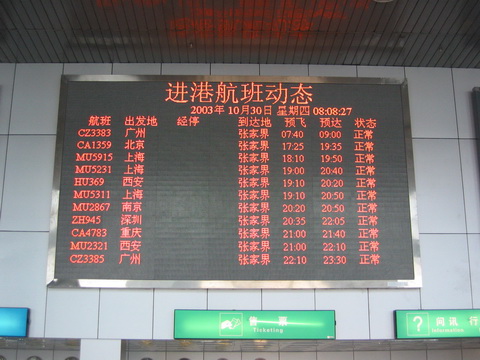 进港航班动态
2003年 10月30日 星期四 08:08:27
航班 出发地 经停 到达地 预飞 预达 状态
CZ3383 广州 张家界 07:40 09:00 正常
CA1359 北京 张家界 17:25 19:35 正常
MU5915 上海 张家界 18:10 19:50 正常
MU5231 上海 张家界 19:00 20:40 正常
HU369 西安 张家界 19:10 20:20 正常
MU5311 上海 张家界 19:10 20:50 正常
MU2867 南京 张家界 20:20 20:50 正常
ZH945 深圳 张家界 20:35 22:05 正常
CA4783 重庆 张家界 21:00 21:40 正常
MU2321 西安 张家界 21:00 22:10 正常
CZ3385 广州 张家界 22:10 23:30 正常
售 票
Ticketing
? 问讯 行
Information